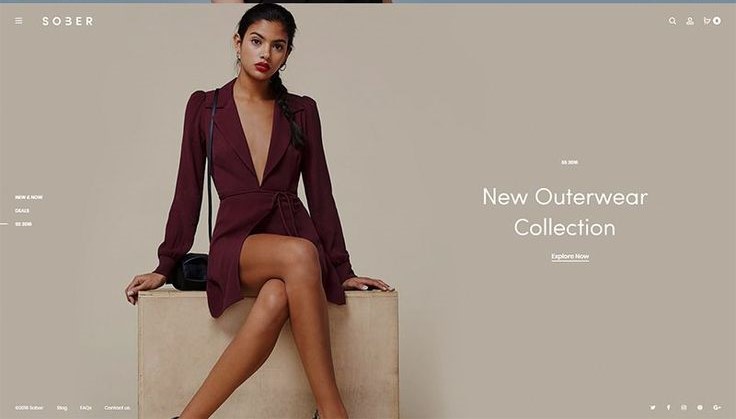 SOBER
0
SS 2018
New Outerwear
Collection
Explore Now
NEW & NOW
DEALS
SS 2018
©2018 Sober
Blog
FAQs
Contact us